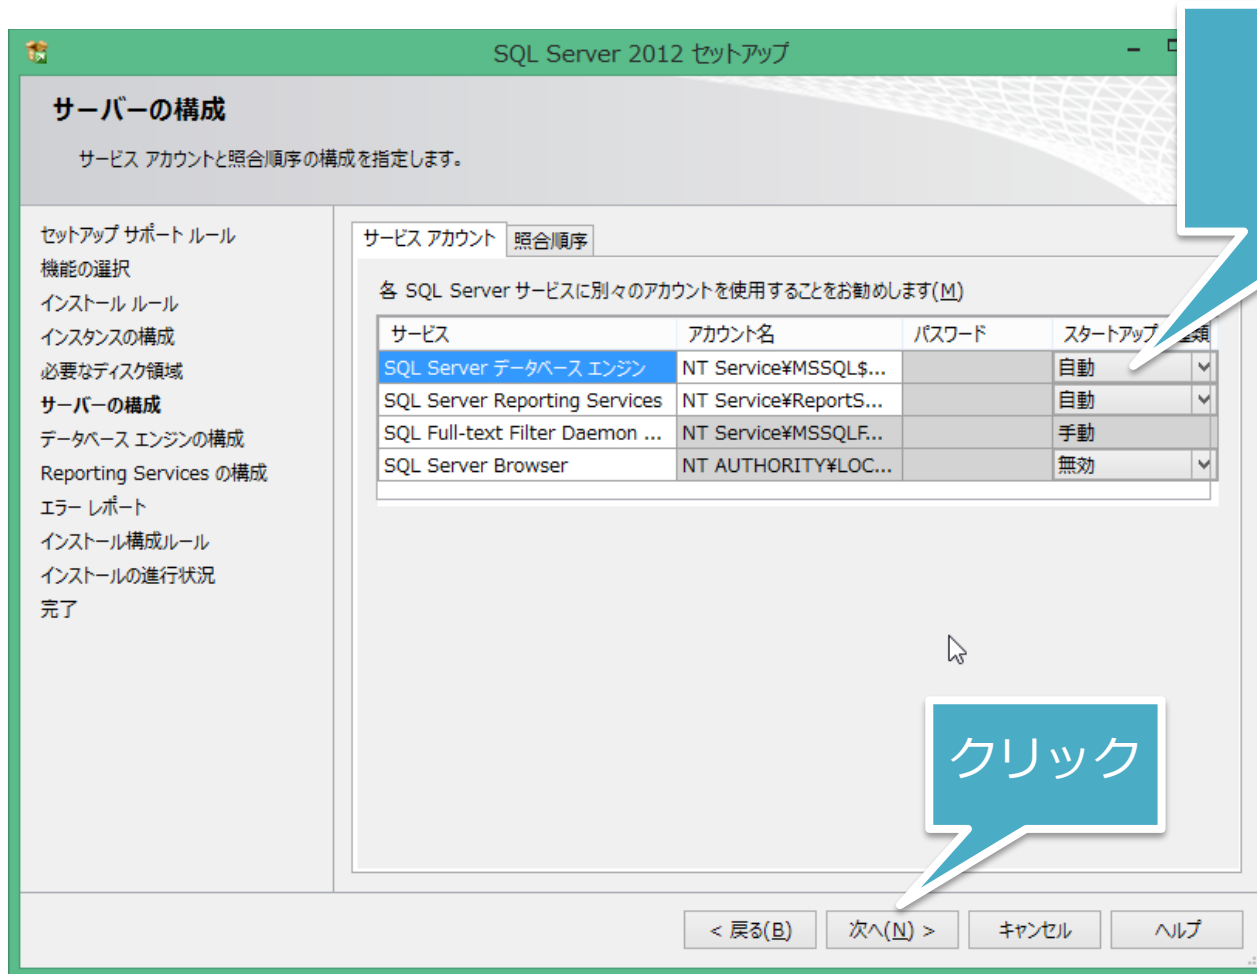 SQL Server 2012 セットアップ
サーバーの構成
サービス アカウントと照合順序の構成を指定します。
セットアップ サポート ルール
機能の選択
インストール ルール
インスタンスの構成
必要なディスク領域
サーバーの構成
データベース エンジンの構成
Reporting Services の構成
エラー レポート
インストール構成ルール
インストールの進行状況
完了
サービス アカウント 照合順序
各 SQL Server サービスに別々のアカウントを使用することをお勧めします(M)
サービス アカウント名 パスワード スタートアップ 類
SQL Server データベース エンジン NT Service¥MSSQL$... 自動
SQL Server Reporting Services NT Service¥ReportS... 自動
SQL Full-text Filter Daemon ... NT Service¥MSSQLF... 手動
SQL Server Browser NT AUTHORITY¥LOC... 無効
クリック
< 戻る(B) 次へ(N) > キャンセル ヘルプ